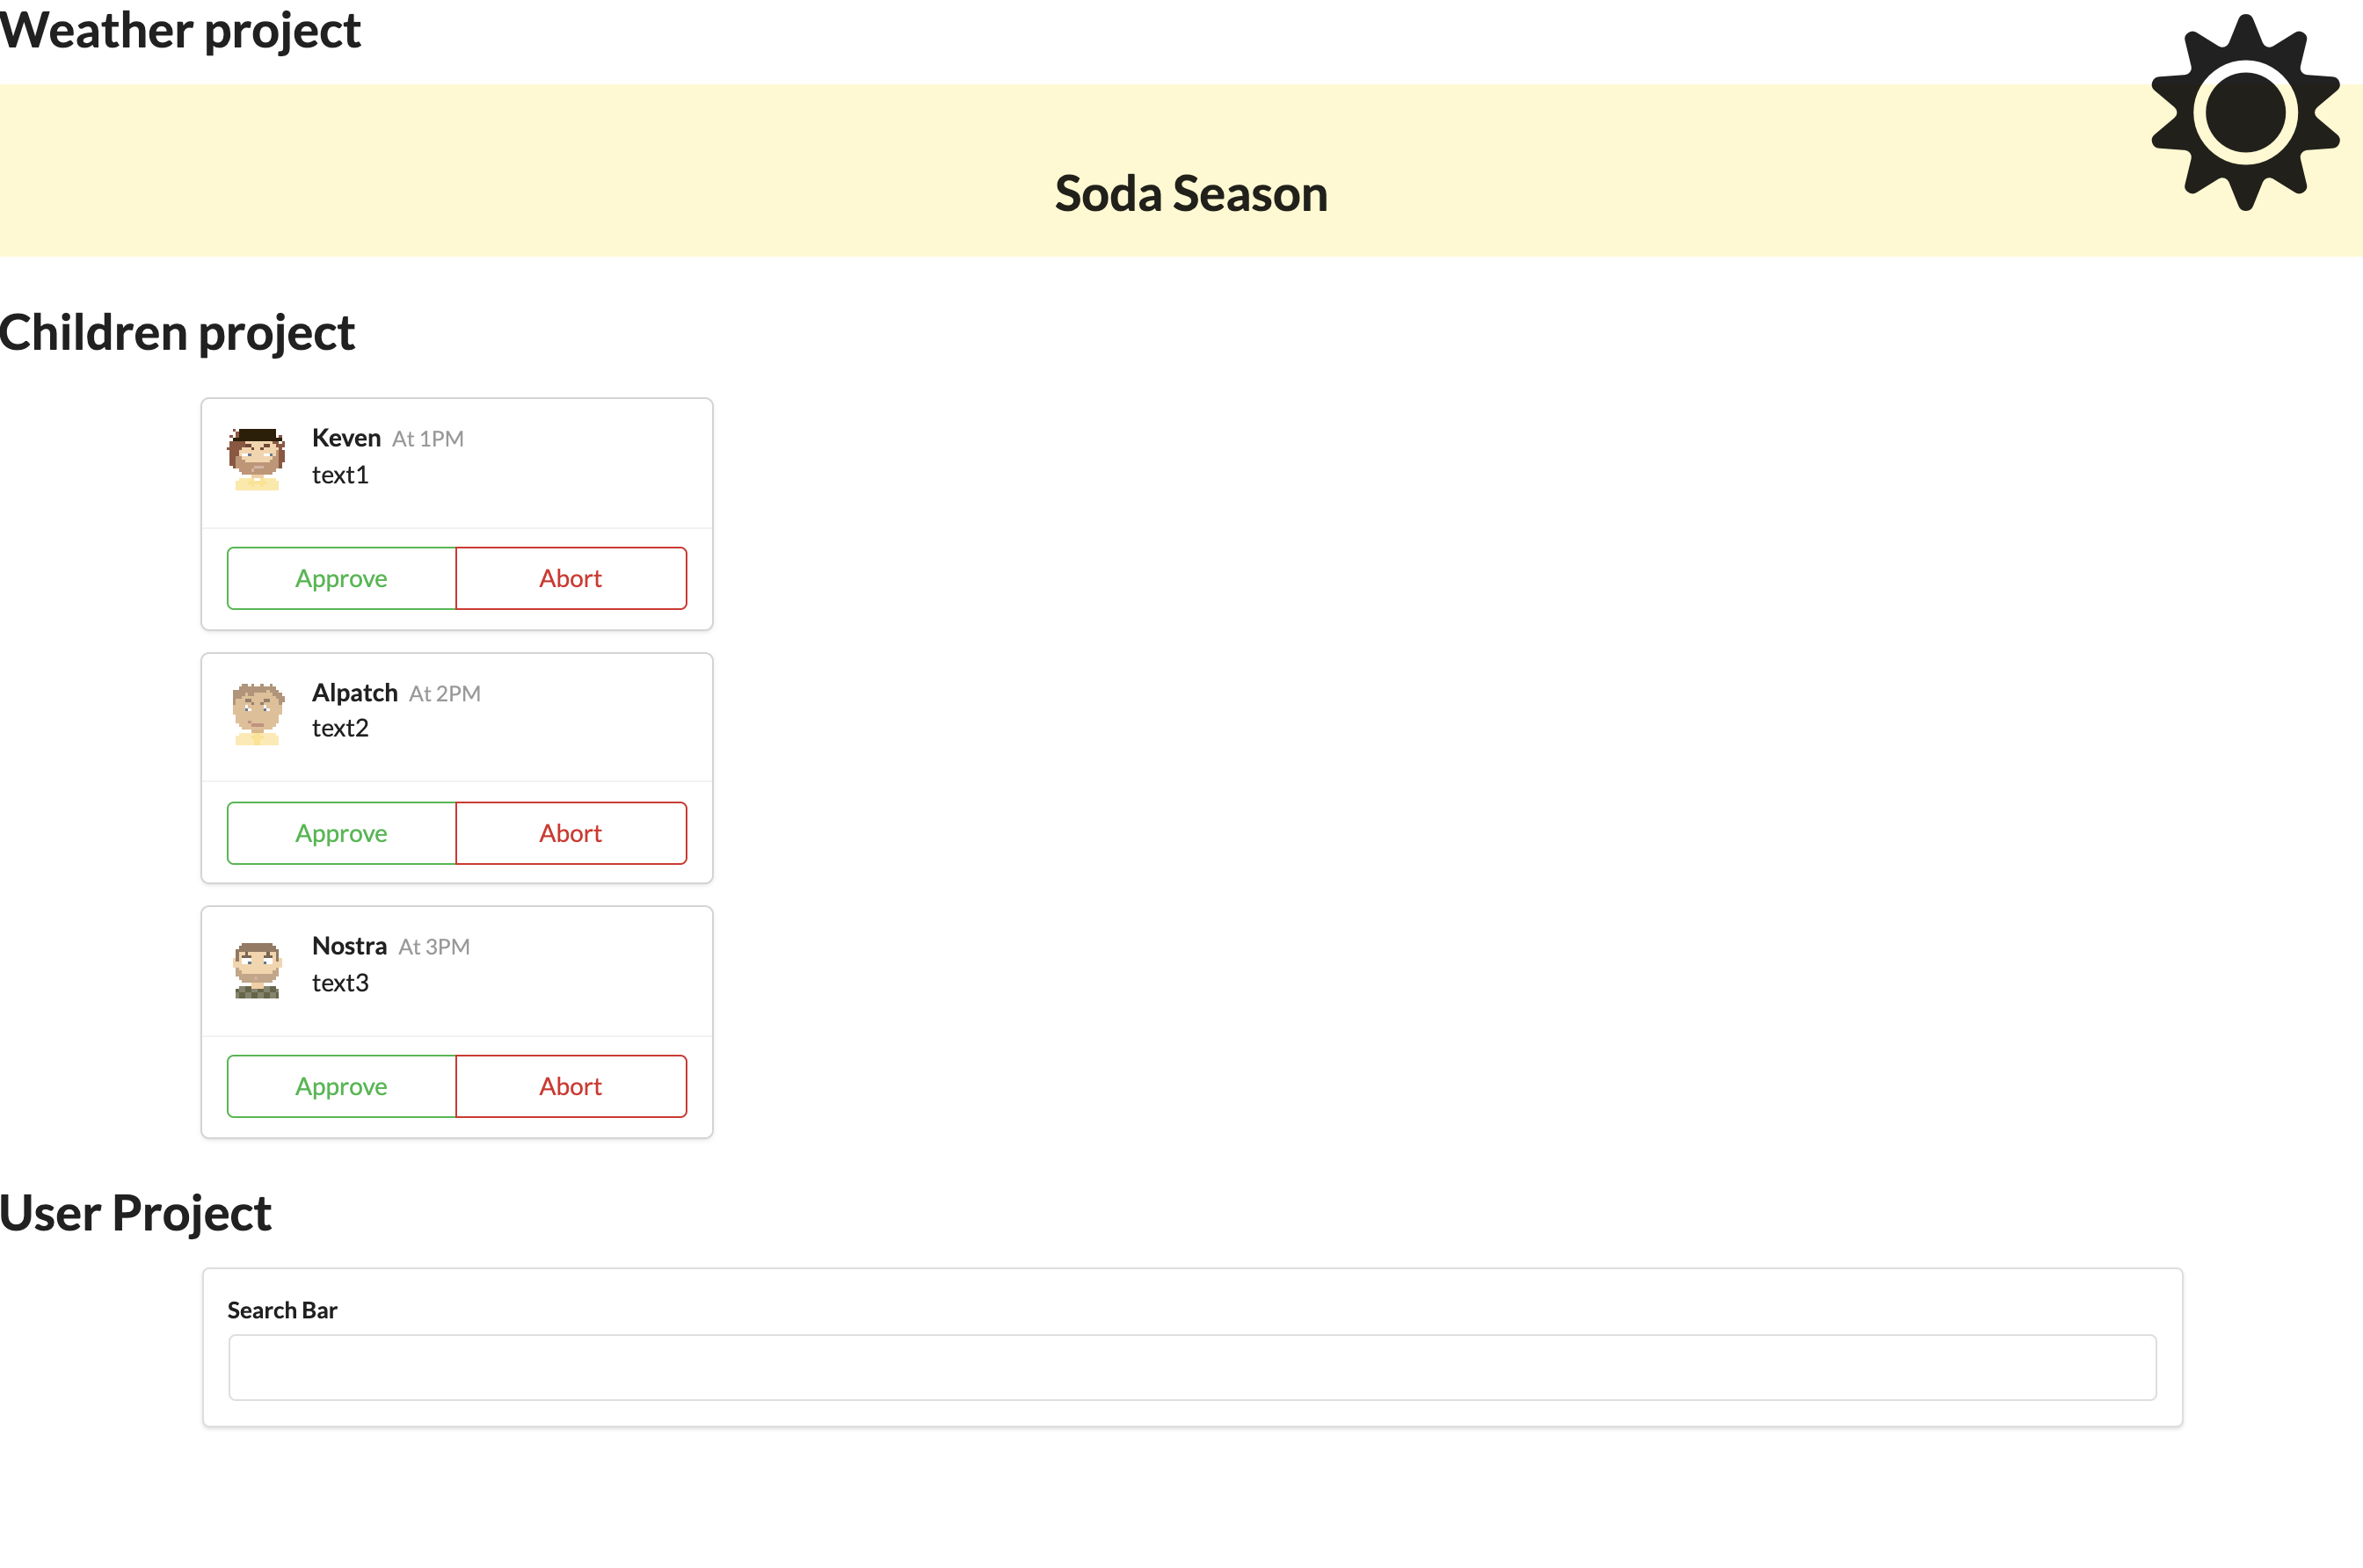 Weather project
Soda Season
Children project
Keven At 1PM
text1
Approve Abort
Alpatch At 2PM
text2
Approve Abort
Nostra At 3PM
text3
Approve Abort
User Project
Search Bar